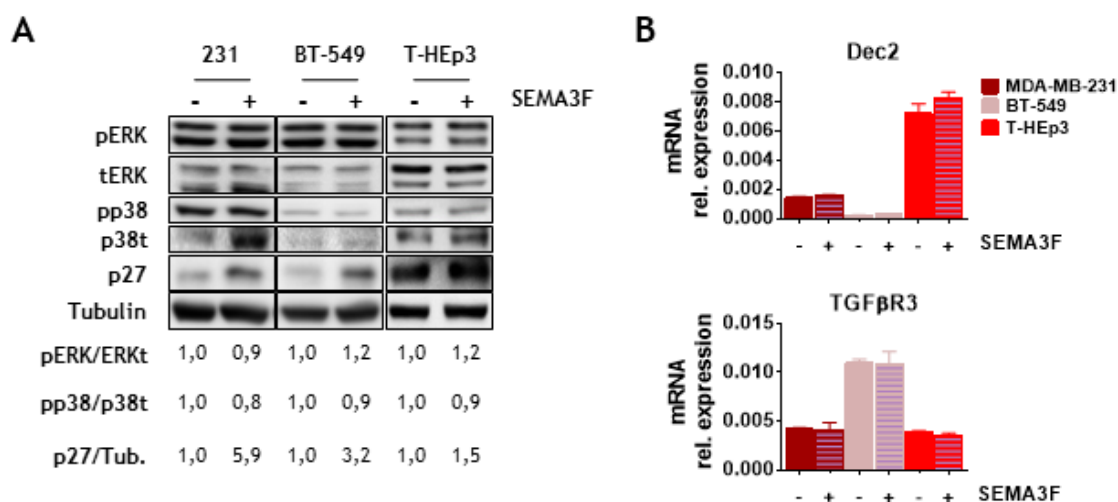 A
231 BT-549 T-HEp3
- + - + - + SEMA3F
pERK
tERK
pp38
p38t
p27
Tubulin
pERK/ERKt 1,0 0,9 1,0 1,2 1,0 1,2
pp38/p38t 1,0 0,8 1,0 0,9 1,0 0,9
p27/Tub. 1,0 5,9 1,0 3,2 1,0 1,5
B
Dec2
mRNA
rel. expression
0.010
0.008
0.006
0.004
0.002
0.000
- + - + - + SEMA3F
MDA-MB-231
BT-549
T-HEp3
TGFβR3
mRNA
rel. expression
0.015
0.010
0.005
0.000
- + - + - + SEMA3F